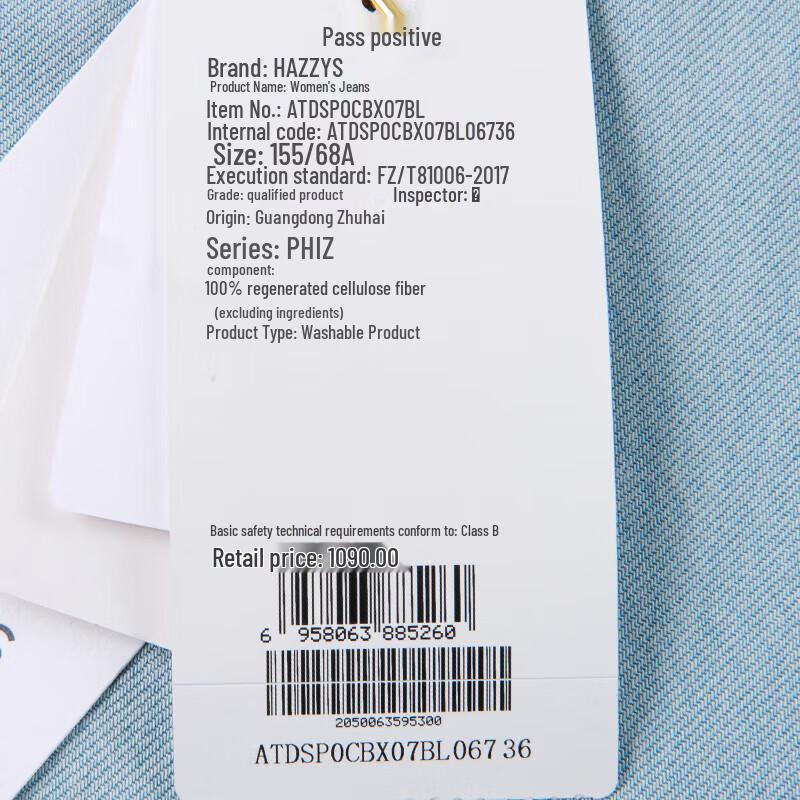 Pass positive
Brand: HAZZYS
Product Name: Women's Jeans
Item No.: ATDSP0CBX07BL
Internal code: ATDSP0CBX07BL06736
Size: 155/68A
Execution standard: FZ/T81006-2017
Grade: qualified product Inspector:
Origin: Guangdong Zhuhai
Series: PHIZ
component:
100% regenerated cellulose fiber
(excluding ingredients)
Product Type: Washable Product
Basic safety technical requirements conform to: Class B
Retail price: 1090.00
6 958063 885260
2050063595300
ATDSP0CBX07BL06736